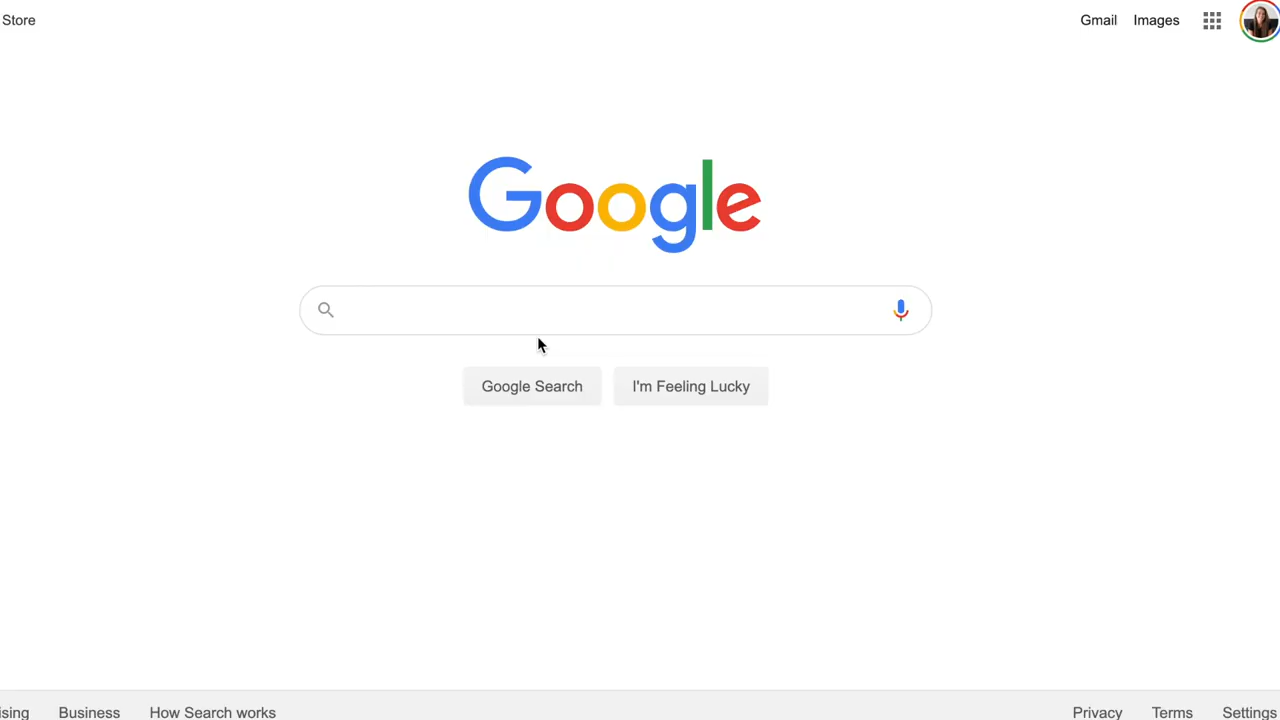 Store
Gmail Images
Google
Google Search I'm Feeling Lucky
Business How Search works
Privacy Terms Settings